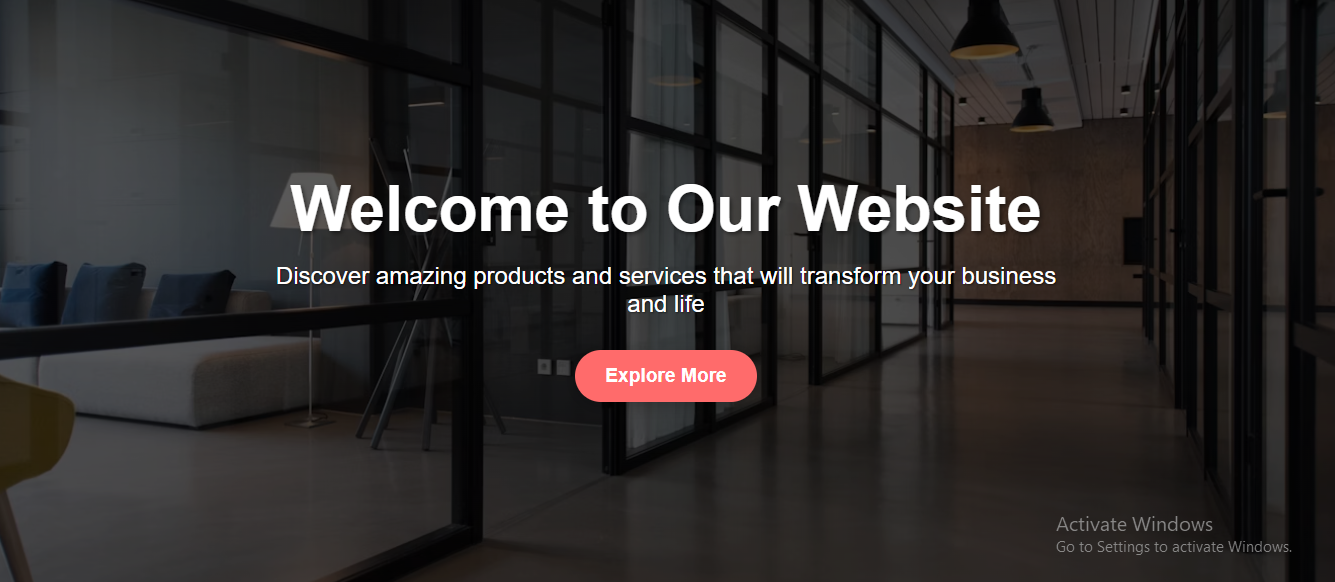 Welcome to Our Website
Discover amazing products and services that will transform your business
and life
Explore More
Activate Windows
Go to Settings to activate Windows.